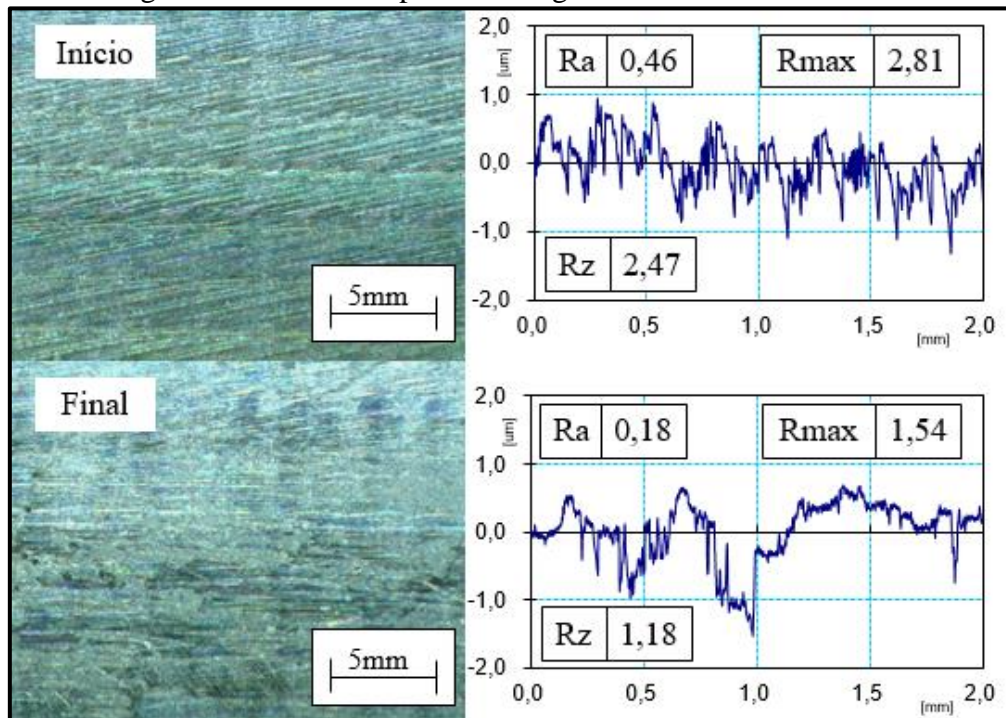 Início
5mm
2,0
1,0
0,0
-1,0
-2,0
[um]
Ra 0,46
Rmax 2,81
Rz 2,47
0,0 0,5 1,0 1,5 2,0
[mm]
Final
5mm
2,0
1,0
0,0
-1,0
-2,0
[um]
Ra 0,18
Rmax 1,54
Rz 1,18
0,0 0,5 1,0 1,5 2,0
[mm]